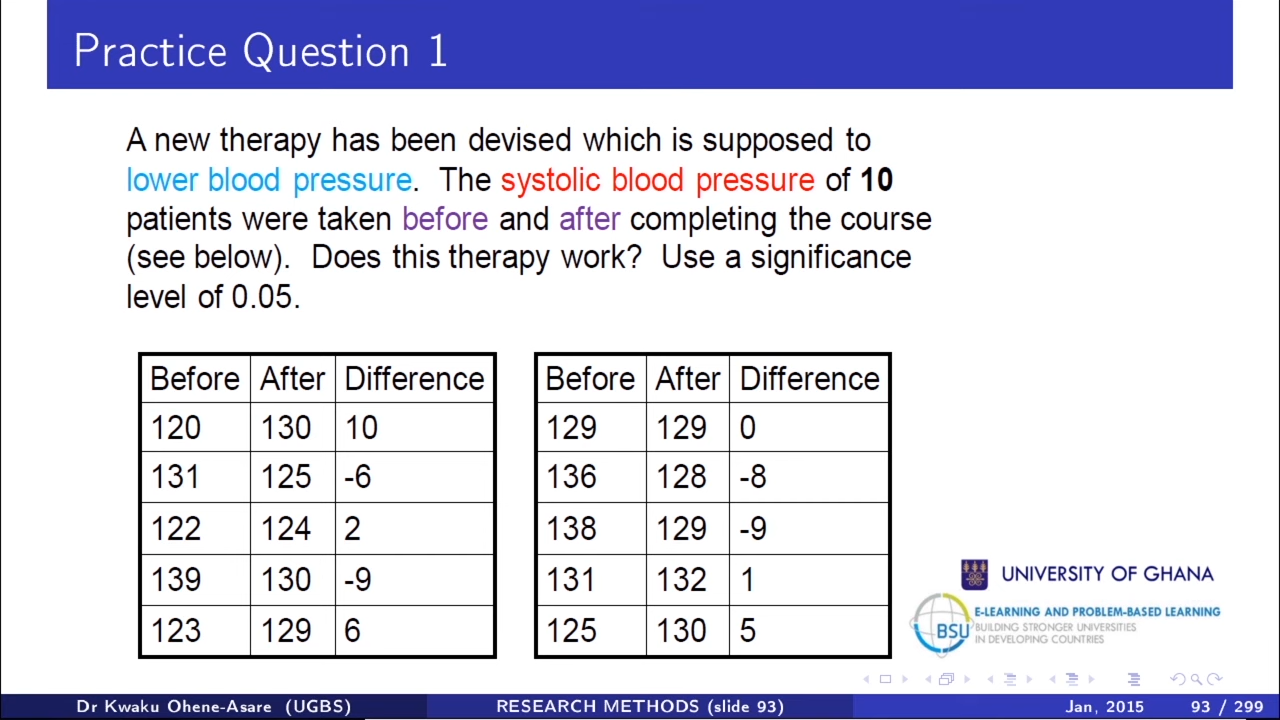 Practice Question 1
A new therapy has been devised which is supposed to
lower blood pressure. The systolic blood pressure of 10
patients were taken before and after completing the course
(see below). Does this therapy work? Use a significance
level of 0.05.
Before After Difference
120 130 10
131 125 -6
122 124 2
139 130 -9
123 129 6
Before After Difference
129 129 0
136 128 -8
138 129 -9
131 132 1
125 130 5
UNIVERSITY OF GHANA
BSU
E-LEARNING AND PROBLEM-BASED LEARNING
BUILDING STRONGER UNIVERSITIES
IN DEVELOPING COUNTRIES
Dr Kwaku Ohene-Asare (UGBS) RESEARCH METHODS (slide 93) Jan, 2015 93 / 299